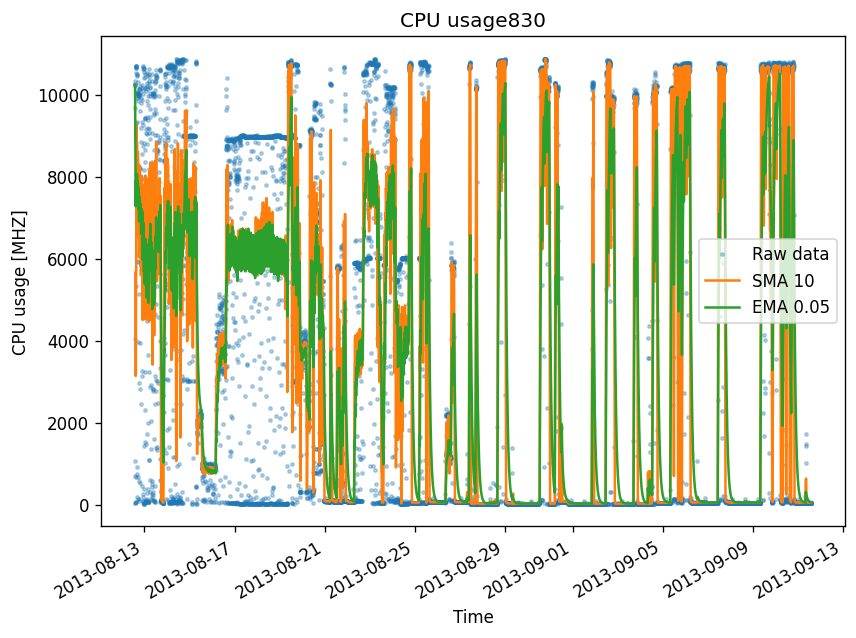 CPU usage830
CPU usage [MHZ]
10000
8000
6000
4000
2000
0
Raw data
SMA 10
EMA 0.05
2013-08-13
2013-08-17
2013-08-21
2013-08-25
2013-08-29
2013-09-01
2013-09-05
2013-09-09
2013-09-13
Time